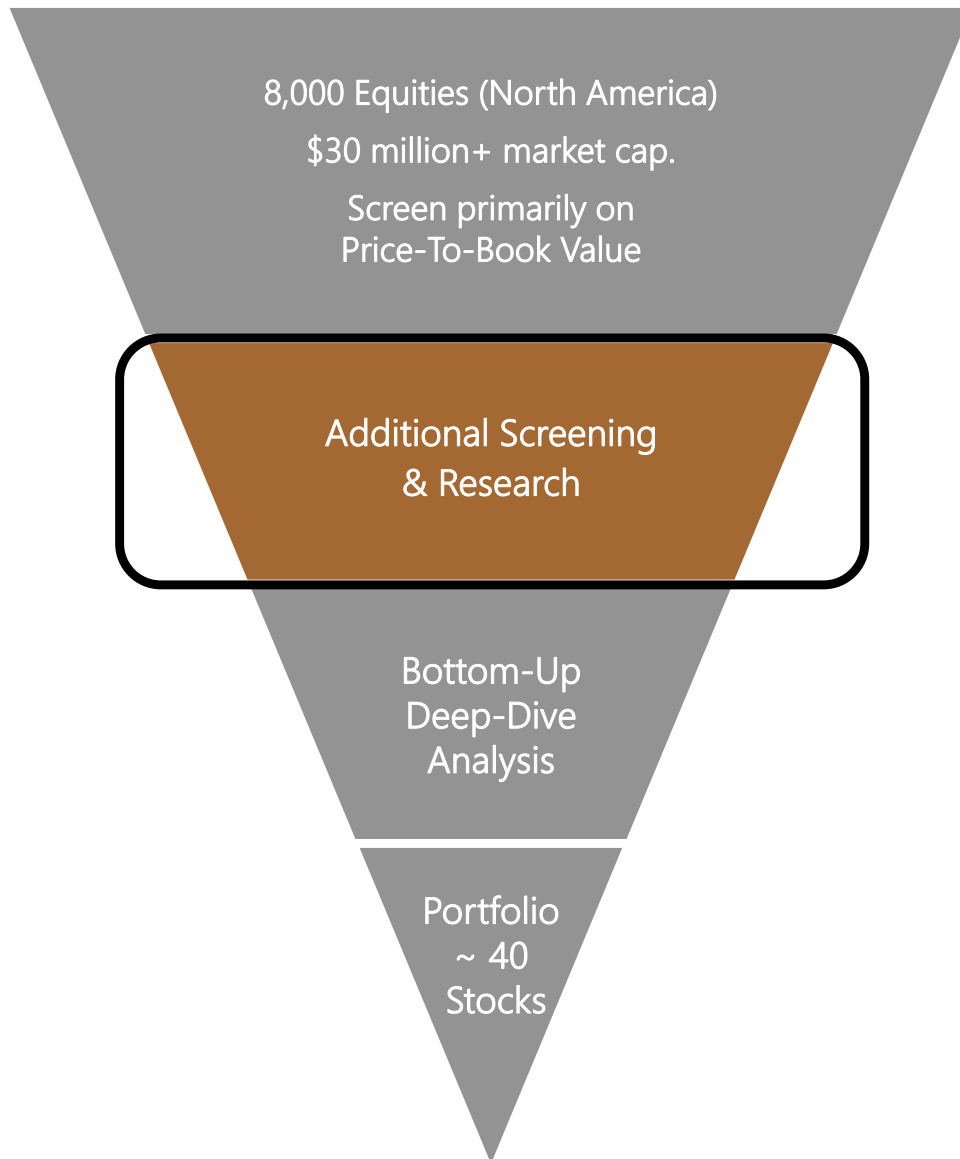 8,000 Equities (North America)
$30 million+ market cap.
Screen primarily on
Price-To-Book Value
Additional Screening
& Research
Bottom-Up
Deep-Dive
Analysis
Portfolio
~ 40
Stocks